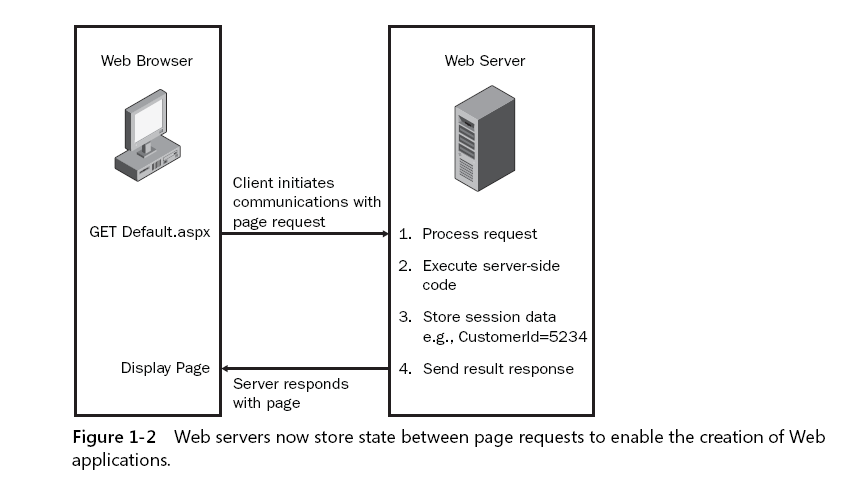 Web Browser
Web Server
Client initiates
communications with
page request
GET Default.aspx
1. Process request
2. Execute server-side
code
3. Store session data
e.g., CustomerId=5234
Display Page
4. Send result response
Server responds
with page
Figure 1-2 Web servers now store state between page requests to enable the creation of Web
applications.